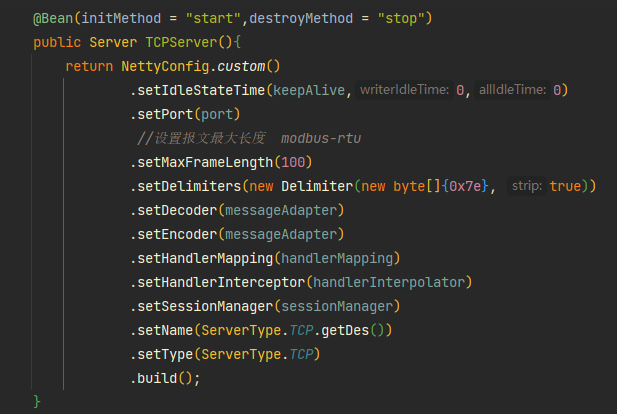 @Bean(initMethod = "start",destroyMethod = "stop")
public Server TCPServer(){
return NettyConfig.custom()
.setIdleStateTime(keepAlive, writerIdleTime: 0, allIdleTime: 0)
.setPort(port)
//设置报文最大长度 modbus-rtu
.setMaxFrameLength(100)
.setDelimiters(new Delimiter(new byte[]{0x7e}, strip: true))
.setDecoder(messageAdapter)
.setEncoder(messageAdapter)
.setHandlerMapping(handlerMapping)
.setHandlerInterceptor(handlerInterpolator)
.setSessionManager(sessionManager)
.setName(ServerType.TCP.getDes())
.setType(ServerType.TCP)
.build();
}